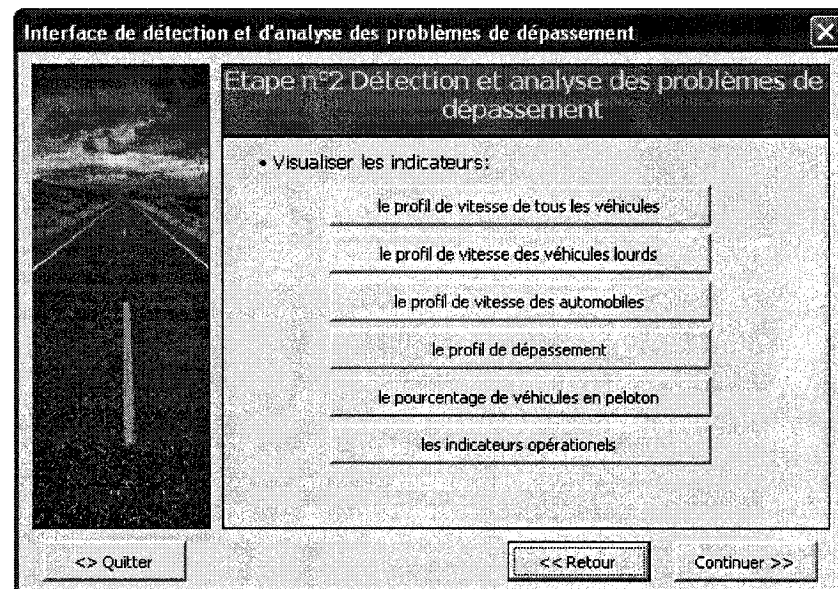 Interface de détection et d'analyse des problèmes de dépassement
Etape n°2 Détection et analyse des problèmes de
dépassement
• Visualiser les indicateurs:
le profil de vitesse de tous les véhicules
le profil de vitesse des véhicules lourds
le profil de vitesse des automobiles
le profil de dépassement
le pourcentage de véhicules en peloton
les indicateurs opérationels
<> Quitter
<< Retour
Continuer >>